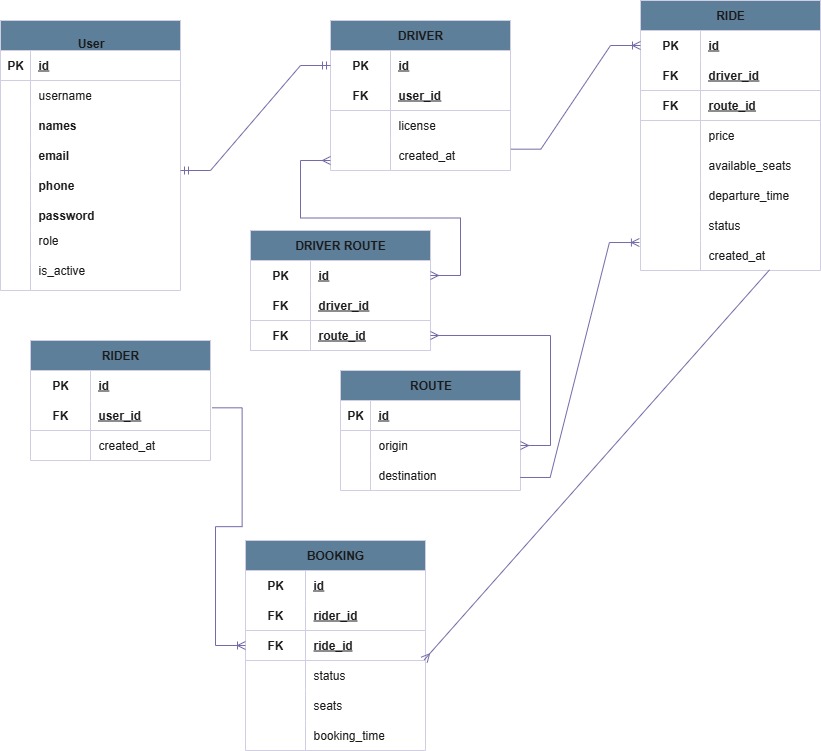 User
PK id
username
names
email
phone
password
role
is_active
DRIVER
PK id
FK user_id
license
created_at
RIDE
PK id
FK driver_id
FK route_id
price
available_seats
departure_time
status
created_at
DRIVER ROUTE
PK id
FK driver_id
FK route_id
RIDER
PK id
FK user_id
created_at
ROUTE
PK id
origin
destination
BOOKING
PK id
FK rider_id
FK ride_id
status
seats
booking_time